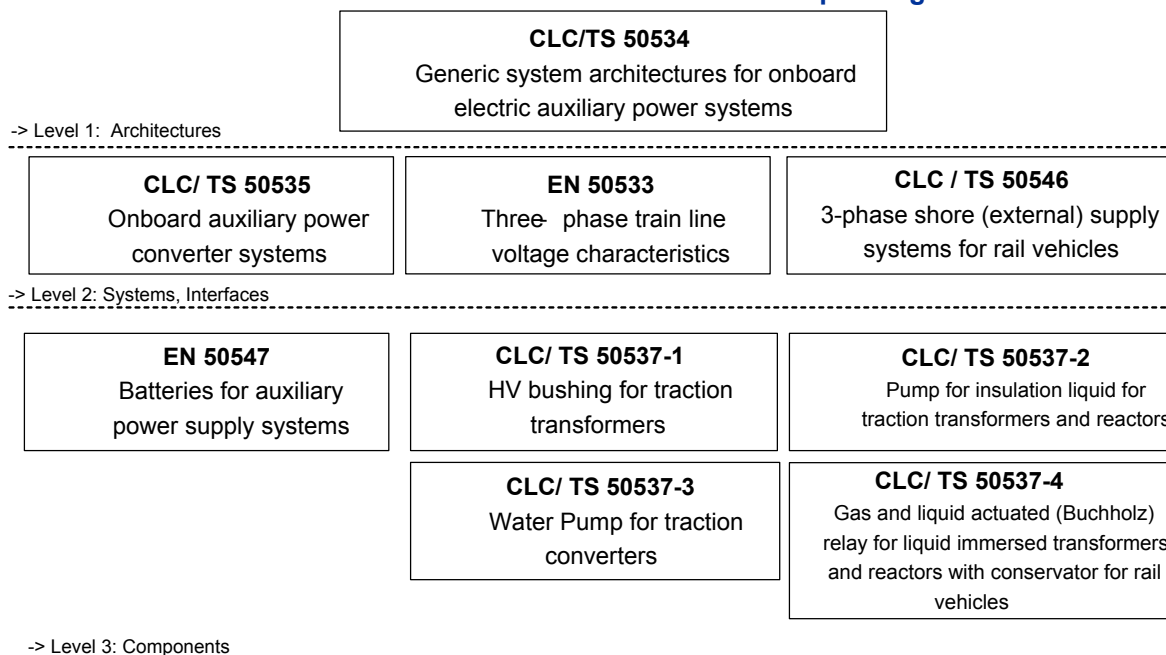 CLC/TS 50534
Generic system architectures for onboard
electric auxiliary power systems
-> Level 1: Architectures
CLC/ TS 50535
Onboard auxiliary power
converter systems
EN 50533
Three- phase train line
voltage characteristics
CLC / TS 50546
3-phase shore (external) supply
systems for rail vehicles
-> Level 2: Systems, Interfaces
EN 50547
Batteries for auxiliary
power supply systems
CLC/ TS 50537-1
HV bushing for traction
transformers
CLC/ TS 50537-2
Pump for insulation liquid for
traction transformers and reactors
CLC/ TS 50537-3
Water Pump for traction
converters
CLC/ TS 50537-4
Gas and liquid actuated (Buchholz)
relay for liquid immersed transformers
and reactors with conservator for rail
vehicles
-> Level 3: Components